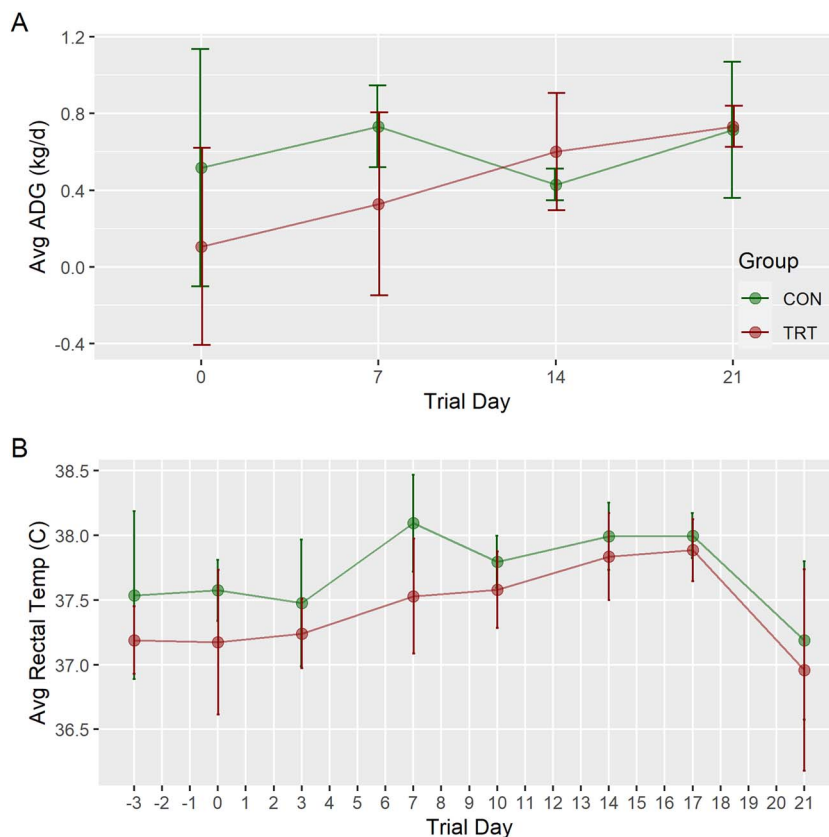 A
1.2
0.8
0.4
0.0
-0.4
Avg ADG (kg/d)
Group
CON
TRT
0 7 14 21
Trial Day
B
38.5
38.0
37.5
37.0
36.5
Avg Rectal Temp (C)
-3 -2 -1 0 1 2 3 4 5 6 7 8 9 10 11 12 13 14 15 16 17 18 19 20 21
Trial Day